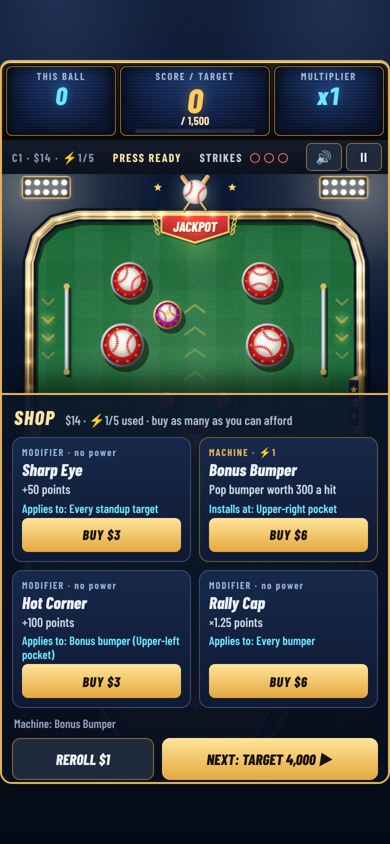 THIS BALL
0
SCORE / TARGET
0
/ 1,500
MULTIPLIER
x1
C1 · $14 · ⚡1/5
PRESS READY
STRIKES
JACKPOT
SHOP
$14 · ⚡1/5 used · buy as many as you can afford
MODIFIER · no power
Sharp Eye
+50 points
Applies to: Every standup target
BUY $3
MACHINE · ⚡1
Bonus Bumper
Pop bumper worth 300 a hit
Installs at: Upper-right pocket
BUY $6
MODIFIER · no power
Hot Corner
+100 points
Applies to: Bonus bumper (Upper-left
pocket)
BUY $3
MODIFIER · no power
Rally Cap
×1.25 points
Applies to: Every bumper
BUY $6
Machine: Bonus Bumper
REROLL $1
NEXT: TARGET 4,000 ▶